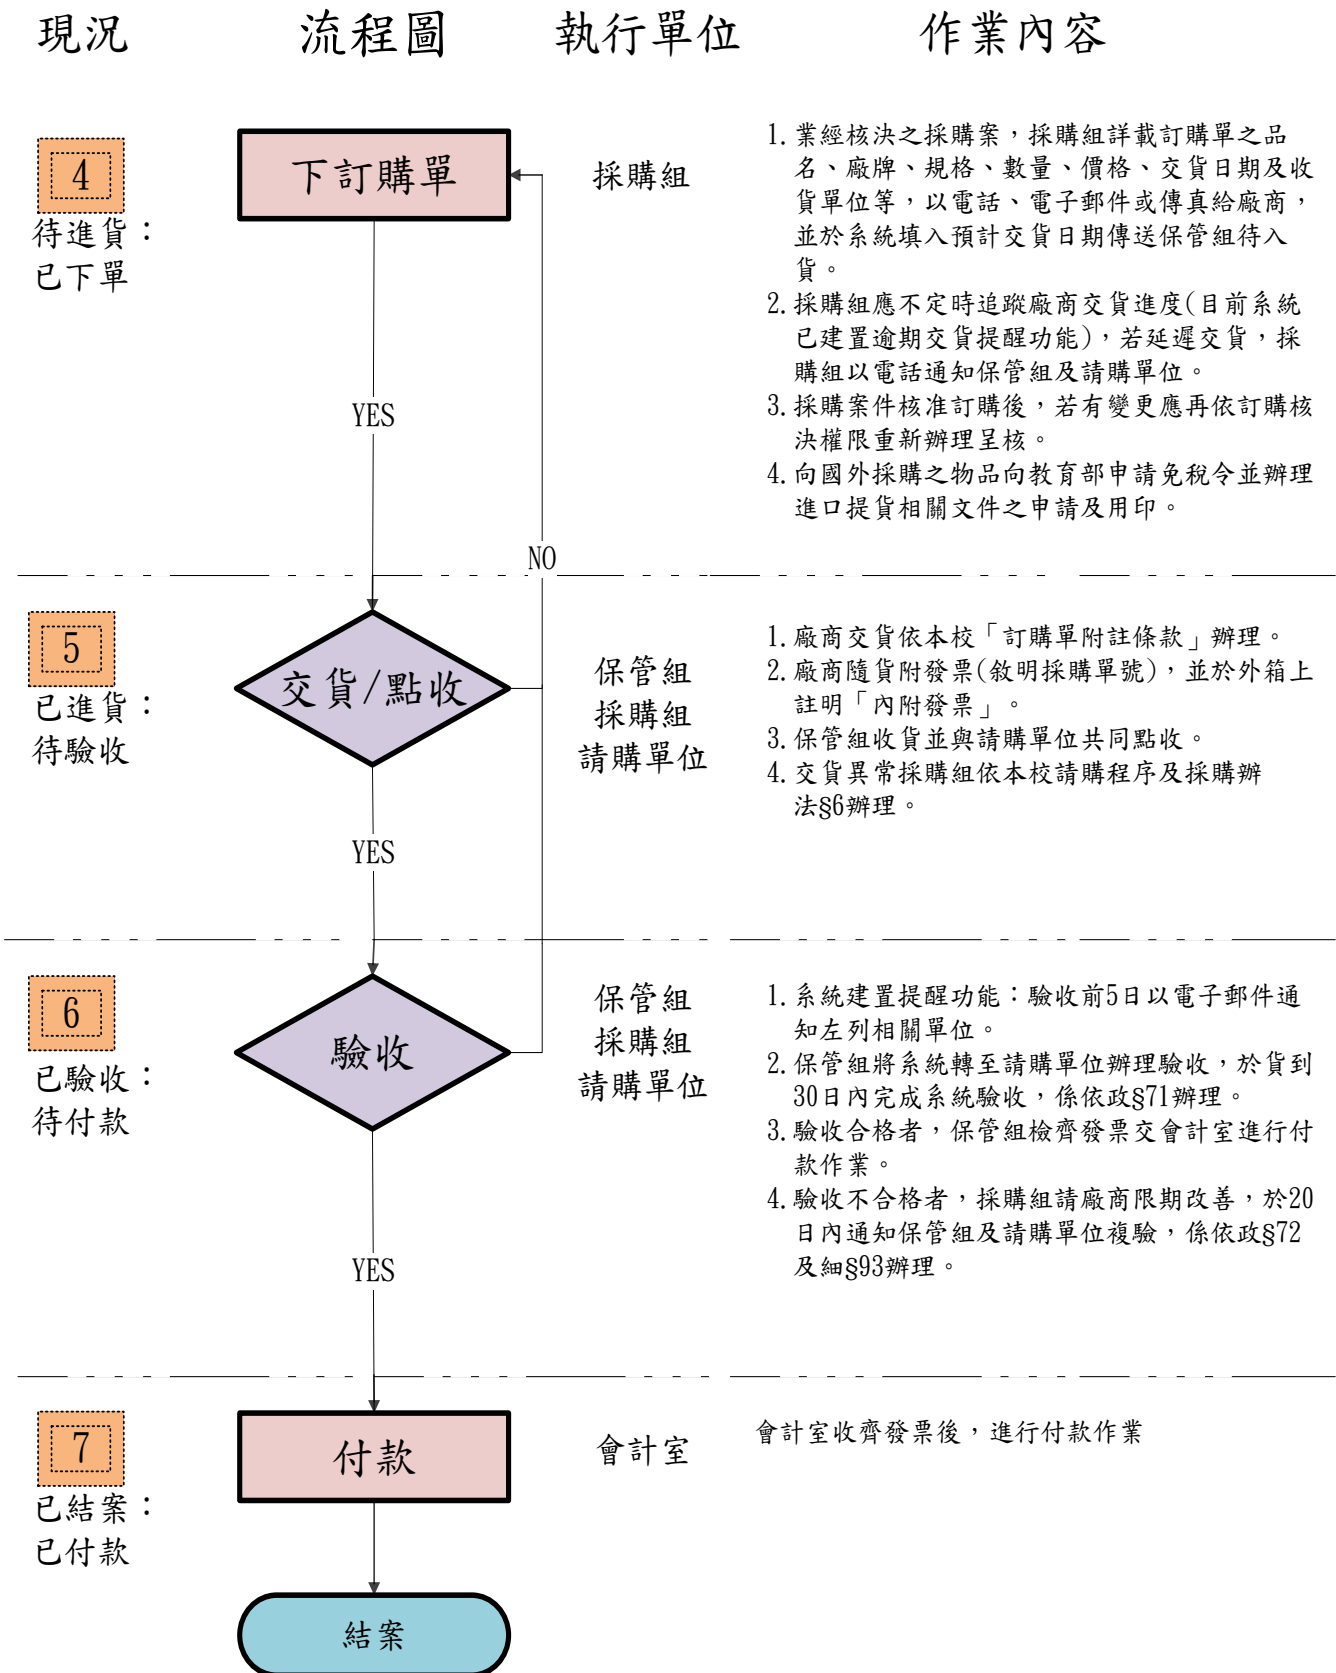 現況 流程圖 執行單位 作業內容
4
待進貨：
已下單
下訂購單
採購組
1.業經核決之採購案，採購組詳載訂購單之品
名、廠牌、規格、數量、價格、交貨日期及收
貨單位等，以電話、電子郵件或傳真給廠商，
並於系統填入預計交貨日期傳送保管組待入
貨。
2.採購組應不定時追蹤廠商交貨進度(目前系統
已建置逾期交貨提醒功能)，若延遲交貨，採
購組以電話通知保管組及請購單位。
3.採購案件核准訂購後，若有變更應再依訂購核
決權限重新辦理呈核。
4.向國外採購之物品向教育部申請免稅令並辦理
進口提貨相關文件之申請及用印。
YES
NO
5
已進貨：
待驗收
交貨/點收
保管組
採購組
請購單位
1.廠商交貨依本校「訂購單附註條款」辦理。
2.廠商隨貨附發票(敘明採購單號)，並於外箱上
註明「內附發票」。
3.保管組收貨並與請購單位共同點收。
4.交貨異常採購組依本校請購程序及採購辦
法§6辦理。
YES
6
已驗收：
待付款
驗收
保管組
採購組
請購單位
1.系統建置提醒功能：驗收前5日以電子郵件通
知左列相關單位。
2.保管組將系統轉至請購單位辦理驗收，於貨到
30日內完成系統驗收，係依政§71辦理。
3.驗收合格者，保管組檢齊發票交會計室進行付
款作業。
4.驗收不合格者，採購組請廠商限期改善，於20
日內通知保管組及請購單位複驗，係依政§72
及細§93辦理。
YES
7
已結案：
已付款
付款
會計室
會計室收齊發票後，進行付款作業
結案